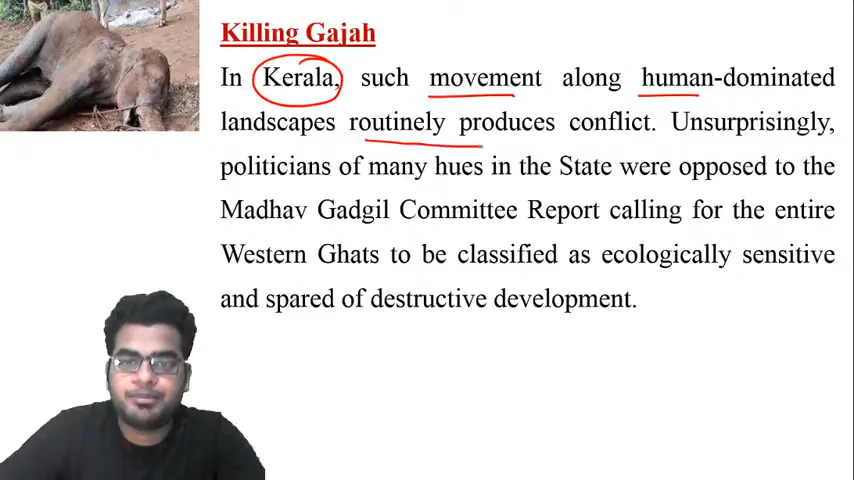 Killing Gajah
In Kerala, such movement along human-dominated
landscapes routinely produces conflict. Unsurprisingly,
politicians of many hues in the State were opposed to the
Madhav Gadgil Committee Report calling for the entire
Western Ghats to be classified as ecologically sensitive
and spared of destructive development.